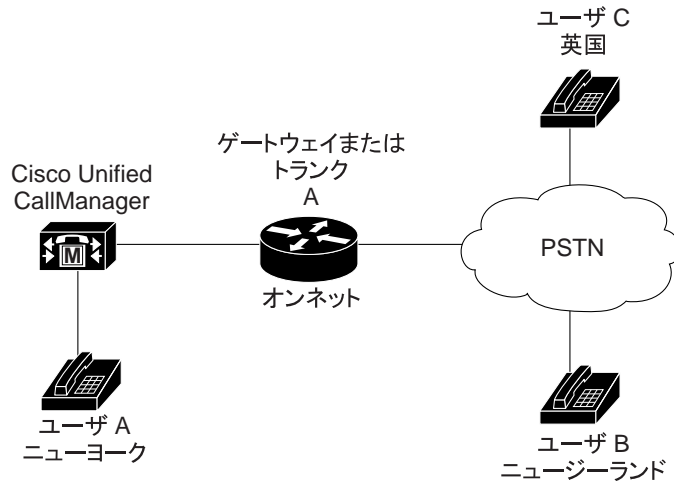 ユーザ C
英国
ゲートウェイまたは
トランク
A
Cisco Unified
CallManager
M
PSTN
オンネット
ユーザ A
ニューヨーク
ユーザ B
ニュージーランド